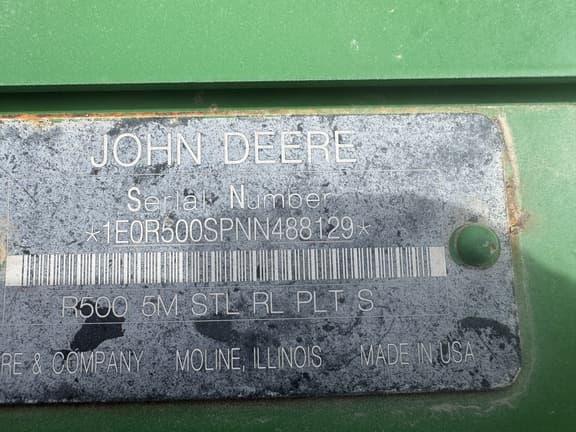 JOHN DEERE
Serial Number
*1E0R500SPNN488129*
R500 5M STL RL PLT S
RE & COMPANY MOLINE, ILLINOIS MADE IN USA